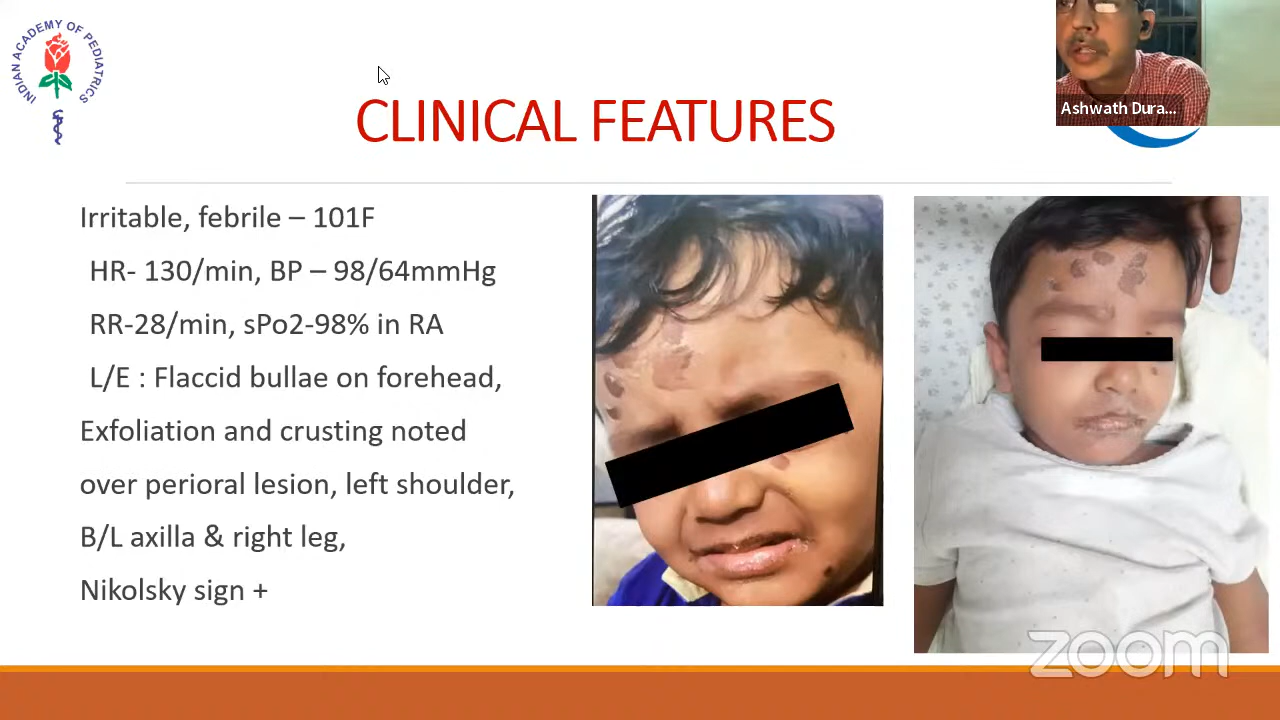 INDIAN ACADEMY OF PEDIATRICS
Ashwath Dura...
CLINICAL FEATURES
Irritable, febrile – 101F
HR- 130/min, BP – 98/64mmHg
RR-28/min, sPo2-98% in RA
L/E : Flaccid bullae on forehead,
Exfoliation and crusting noted
over perioral lesion, left shoulder,
B/L axilla & right leg,
Nikolsky sign +
zoom